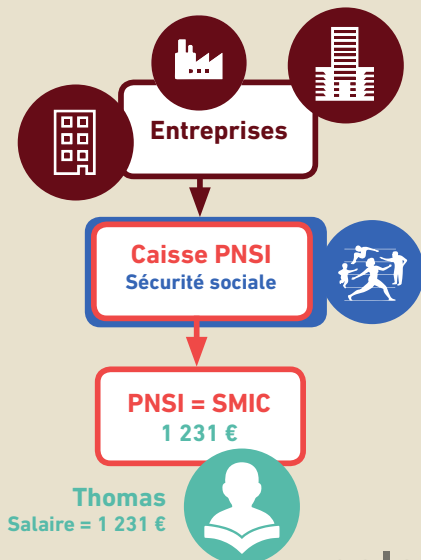 Entreprises
Caisse PNSI
Sécurité sociale
PNSI = SMIC
1 231 €
Thomas
Salaire = 1 231 €